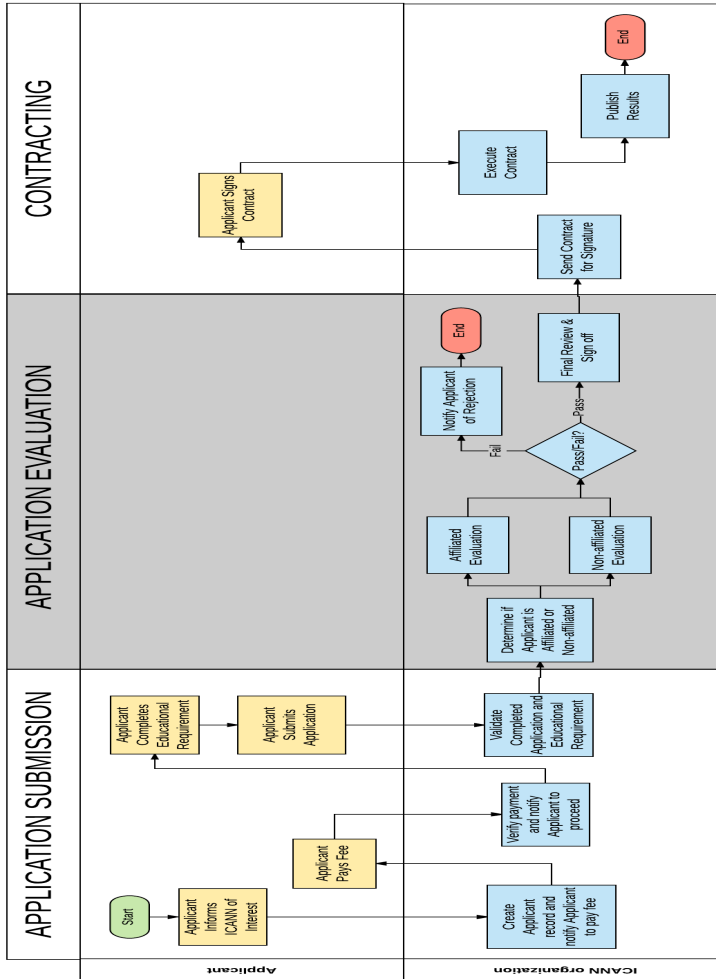 APPLICATION SUBMISSION
APPLICATION EVALUATION
CONTRACTING
Applicant
ICANN organization
Start
Applicant
Informs
ICANN of
Interest
Create
Applicant
record and
notify Applicant
to pay fee
Applicant
Pays Fee
Verify payment
and notify
Applicant to
proceed
Applicant
Completes
Educational
Requirement
Applicant
Submits
Application
Validate
Completed
Application and
Educational
Requirement
Determine if
Applicant is
Affiliated or
Non-affiliated
Affiliated
Evaluation
Non-affiliated
Evaluation
Pass/Fail?
Fail
Pass
Notify Applicant
of Rejection
End
Final Review &
Sign off
Send Contract
for Signature
Applicant Signs
Contract
Execute
Contract
Publish
Results
End